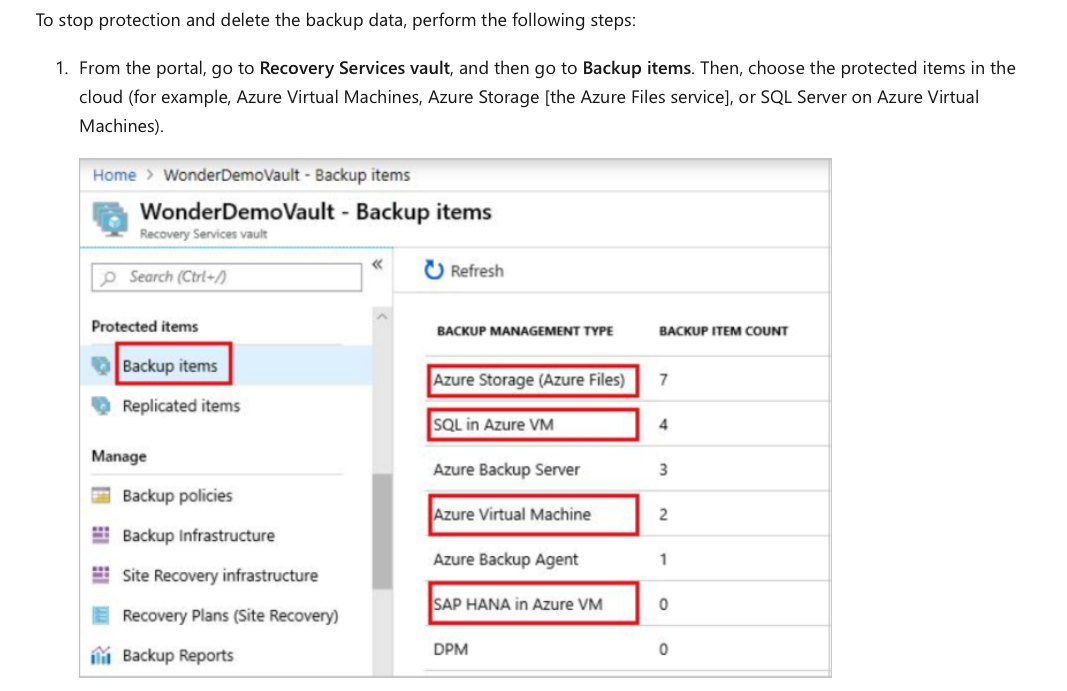 To stop protection and delete the backup data, perform the following steps:
1. From the portal, go to Recovery Services vault, and then go to Backup items. Then, choose the protected items in the
cloud (for example, Azure Virtual Machines, Azure Storage [the Azure Files service], or SQL Server on Azure Virtual
Machines).
Home > WonderDemoVault - Backup items
WonderDemoVault - Backup items
Recovery Services vault
Search (Ctrl+/)
«
Refresh
Protected items
Backup items
Replicated items
Manage
Backup policies
Backup Infrastructure
Site Recovery infrastructure
Recovery Plans (Site Recovery)
Backup Reports
BACKUP MANAGEMENT TYPE BACKUP ITEM COUNT
Azure Storage (Azure Files) 7
SQL in Azure VM 4
Azure Backup Server 3
Azure Virtual Machine 2
Azure Backup Agent 1
SAP HANA in Azure VM 0
DPM 0